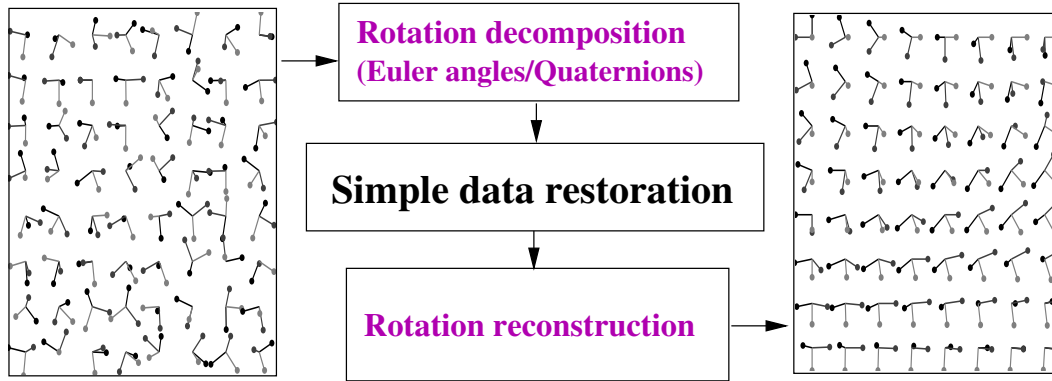 Rotation decomposition
(Euler angles/Quaternions)
Simple data restoration
Rotation reconstruction